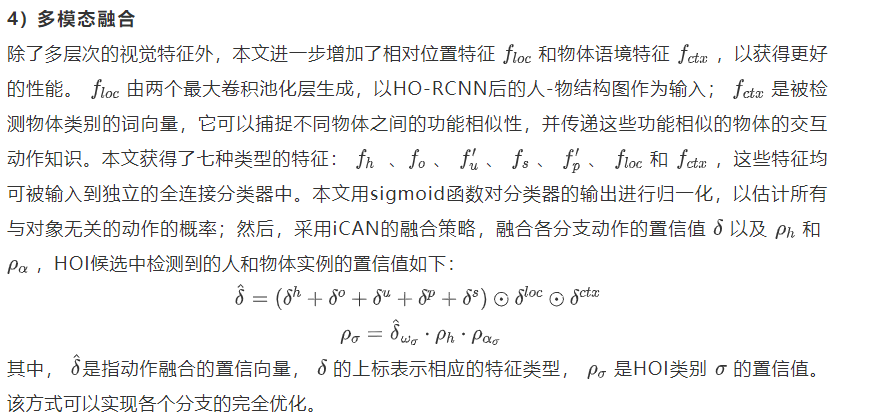 4）多模态融合
除了多层次的视觉特征外，本文进一步增加了相对位置特征 $f_{loc}$ 和物体语境特征 $f_{ctx}$ ，以获得更好
的性能。 $f_{loc}$ 由两个最大卷积池化层生成，以HO-RCNN后的人-物结构图作为输入； $f_{ctx}$ 是被检
测物体类别的词向量，它可以捕捉不同物体之间的功能相似性，并传递这些功能相似的物体的交互
动作知识。本文获得了七种类型的特征： $f_h$ 、 $f_o$ 、 $f'_u$ 、 $f_s$ 、 $f'_p$ 、 $f_{loc}$ 和 $f_{ctx}$ ，这些特征均
可被输入到独立的全连接分类器中。本文用sigmoid函数对分类器的输出进行归一化，以估计所有
与对象无关的动作的概率；然后，采用iCAN的融合策略，融合各分支动作的置信值 $\delta$ 以及 $\rho_h$ 和
$\rho_\alpha$ ，HOI候选中检测到的人和物体实例的置信值如下：
$\hat{\delta} = (\delta^h + \delta^o + \delta^u + \delta^p + \delta^s) \odot \delta^{loc} \odot \delta^{ctx}$
$\rho_\sigma = \hat{\delta}_{\omega_\sigma} \cdot \rho_h \cdot \rho_{\alpha_\sigma}$
其中， $\hat{\delta}$是指动作融合的置信向量， $\delta$ 的上标表示相应的特征类型， $\rho_\sigma$ 是HOI类别 $\sigma$ 的置信值。
该方式可以实现各个分支的完全优化。